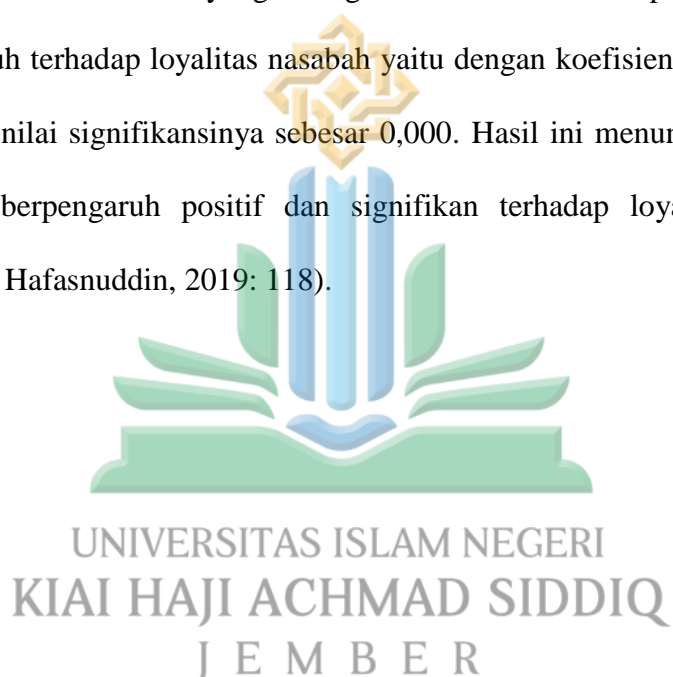 uh terhadap loyalitas nasabah yaitu dengan koefisien
nilai signifikansinya sebesar 0,000. Hasil ini menun
berpengaruh positif dan signifikan terhadap loya
Hafasnuddin, 2019: 118).
UNIVERSITAS ISLAM NEGERI
KIAI HAJI ACHMAD SIDDIQ
JEMBER